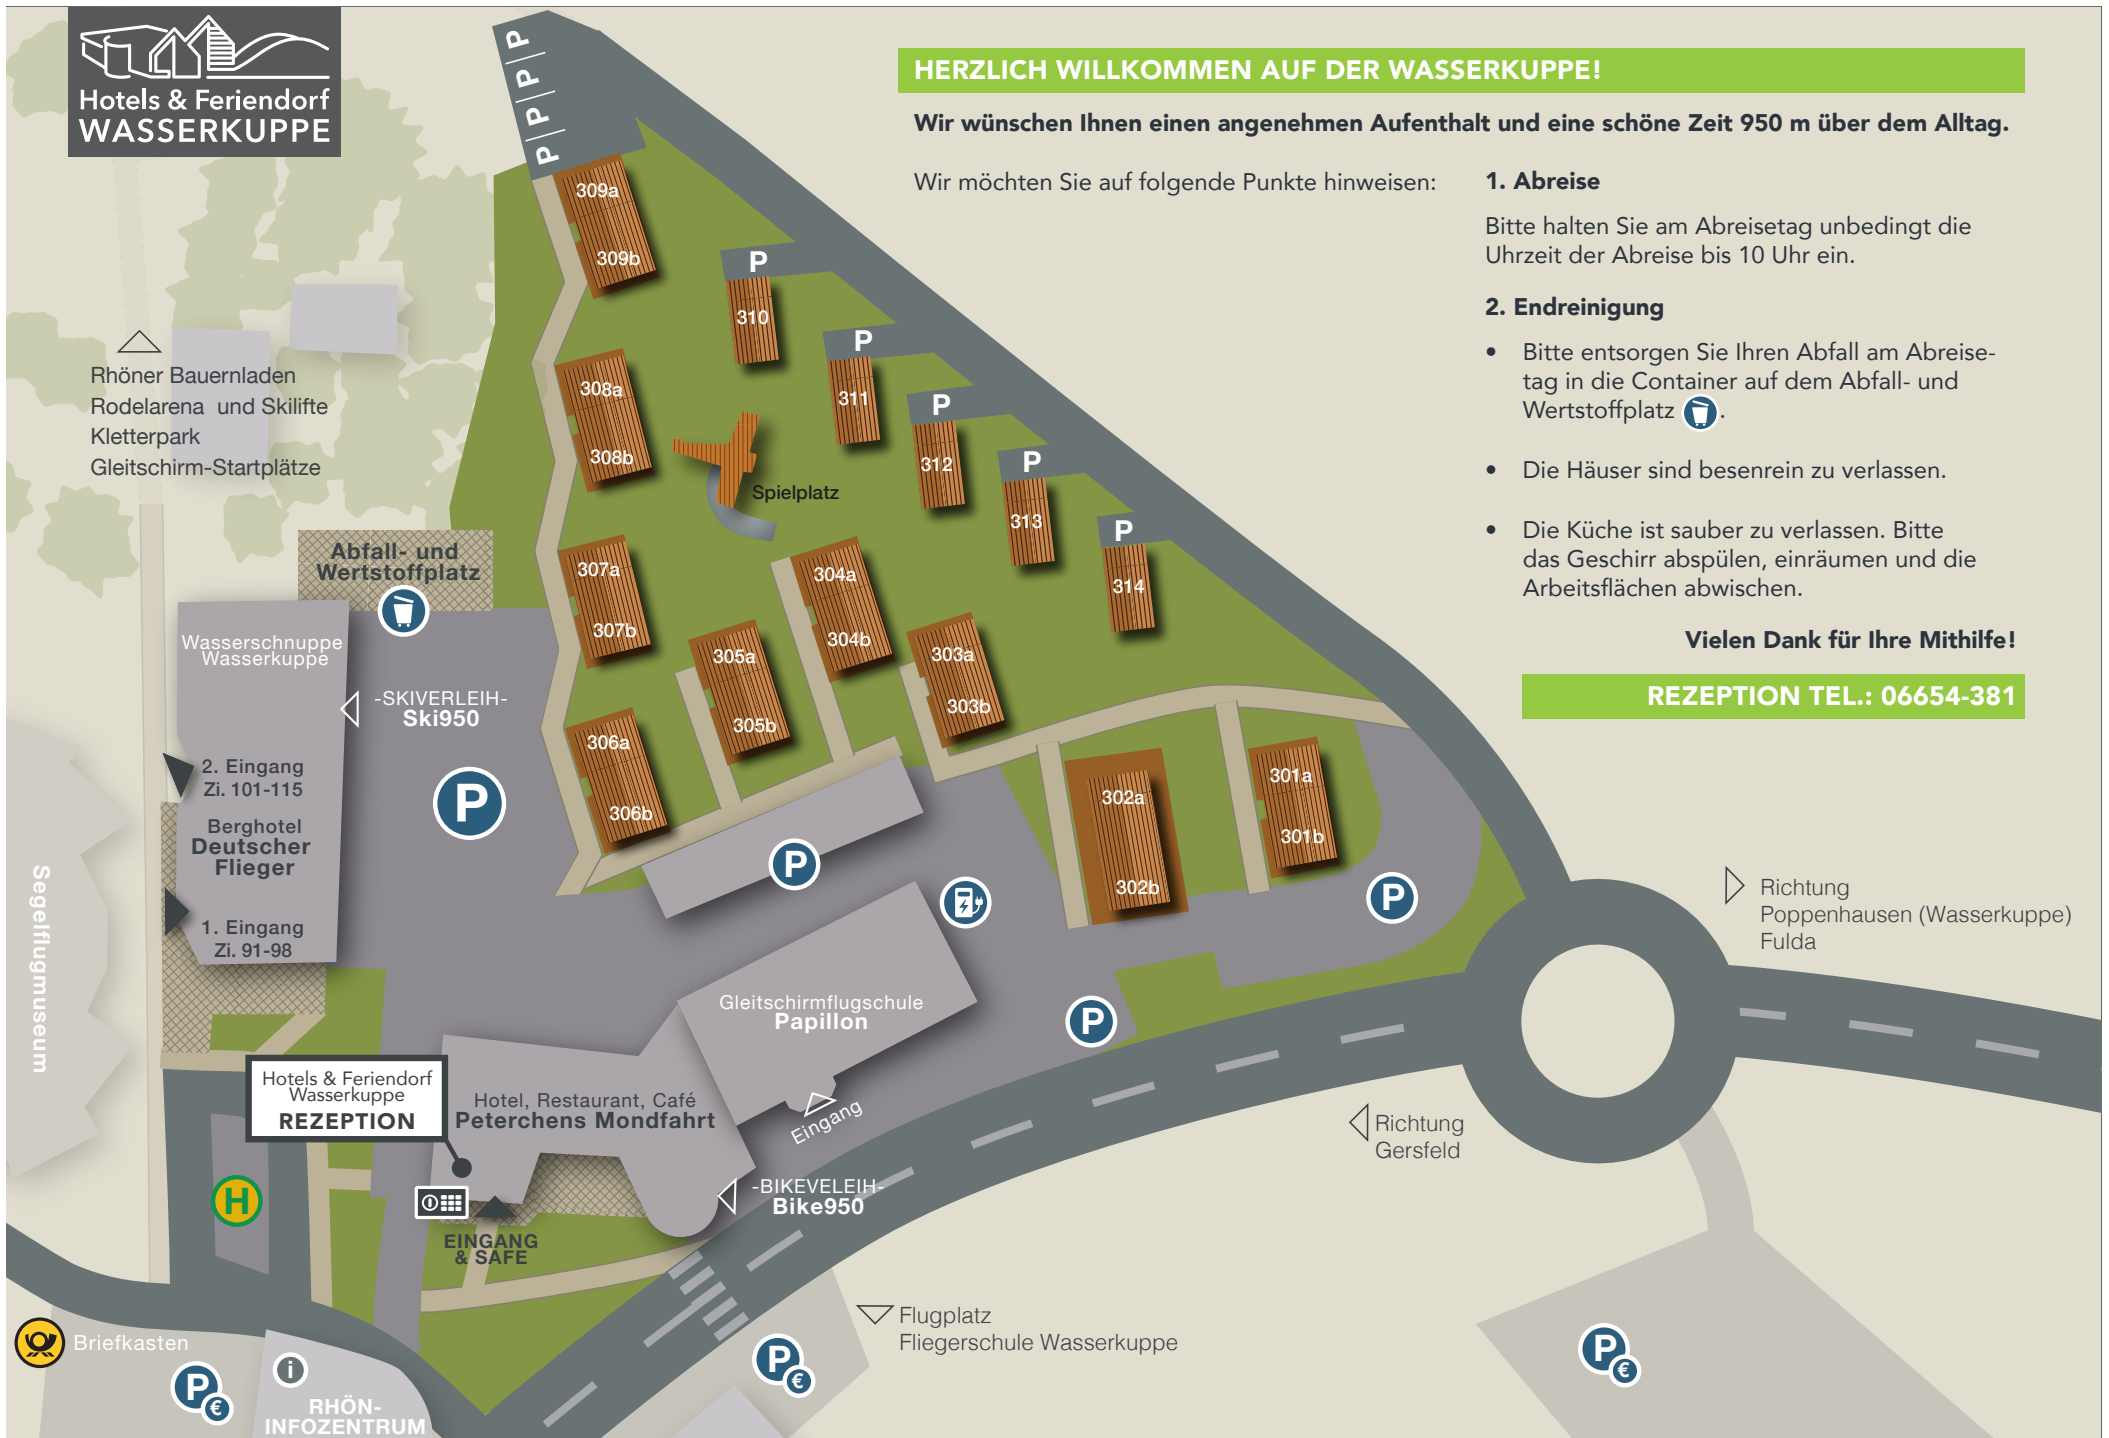 Hotels & Feriendorf
WASSERKUPPE
HERZLICH WILLKOMMEN AUF DER WASSERKUPPE!
Wir wünschen Ihnen einen angenehmen Aufenthalt und eine schöne Zeit 950 m über dem Alltag.
Wir möchten Sie auf folgende Punkte hinweisen:
1. Abreise
Bitte halten Sie am Abreisetag unbedingt die
Uhrzeit der Abreise bis 10 Uhr ein.
2. Endreinigung
• Bitte entsorgen Sie Ihren Abfall am Abreise-
tag in die Container auf dem Abfall- und
Wertstoffplatz .
• Die Häuser sind besenrein zu verlassen.
• Die Küche ist sauber zu verlassen. Bitte
das Geschirr abspülen, einräumen und die
Arbeitsflächen abwischen.
Vielen Dank für Ihre Mithilfe!
REZEPTION TEL.: 06654-381
P
P
P
P
309a
309b
P
310
P
311
P
312
P
313
P
314
308a
308b
Spielplatz
307a
307b
304a
304b
305a
305b
303a
303b
306a
306b
302a
302b
301a
301b
Rhöner Bauernladen
Rodelarena und Skilifte
Kletterpark
Gleitschirm-Startplätze
Abfall- und
Wertstoffplatz
Wasserschnuppe
Wasserkuppe
-SKIVERLEIH-
Ski950
2. Eingang
Zi. 101-115
Berghotel
Deutscher
Flieger
1. Eingang
Zi. 91-98
Segelflugmuseum
P
P
P
P
Gleitschirmflugschule
Papillon
Eingang
Hotels & Feriendorf
Wasserkuppe
REZEPTION
Hotel, Restaurant, Café
Peterchens Mondfahrt
-BIKEVELEIH-
Bike950
EINGANG
& SAFE
H
Richtung
Poppenhausen (Wasserkuppe)
Fulda
Richtung
Gersfeld
Flugplatz
Fliegerschule Wasserkuppe
Briefkasten
P
€
i
RHÖN-
INFOZENTRUM
P
€
P
€